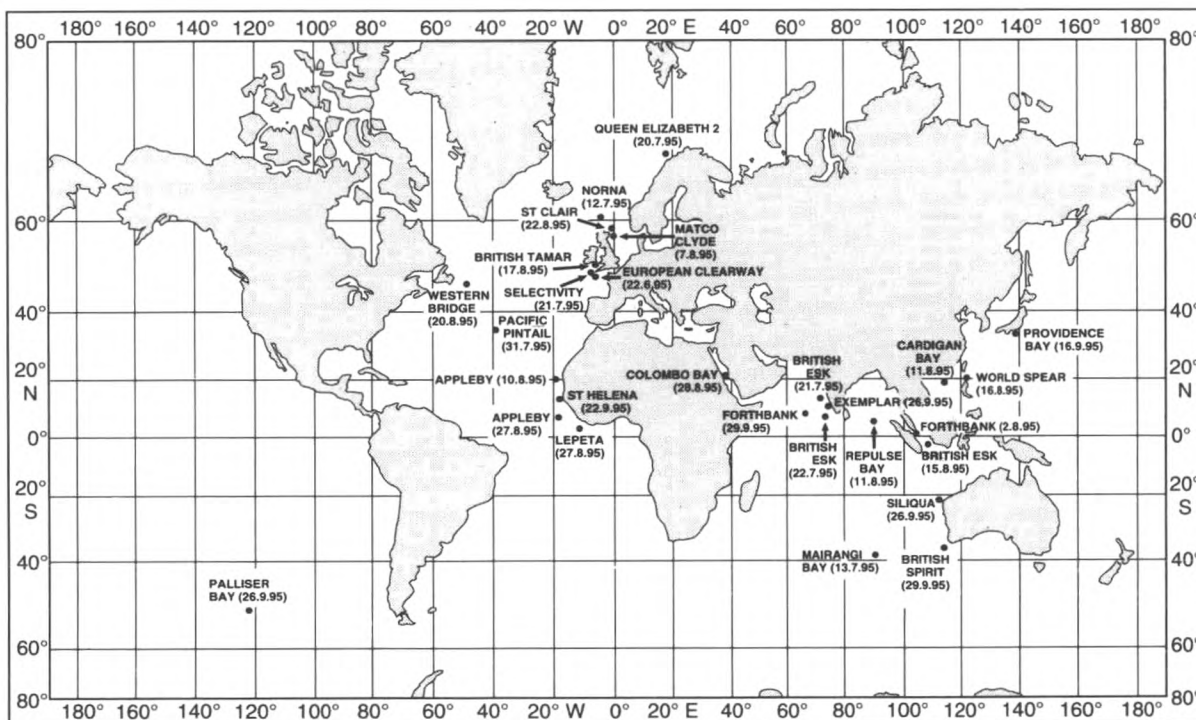 180° 160° 140° 120° 100° 80° 60° 40° 20° W 0° E 20° 40° 60° 80° 100° 120° 140° 160° 180°
80° 80°
QUEEN ELIZABETH 2
(20.7.95)
NORNA
(12.7.95)
60° 60°
ST CLAIR
(22.8.95)
MATCO
CLYDE
(7.8.95)
BRITISH TAMAR
(17.8.95)
EUROPEAN CLEARWAY
(22.6.95)
SELECTIVITY
(21.7.95)
WESTERN
BRIDGE
(20.8.95)
40° 40°
PACIFIC
PINTAIL
(31.7.95)
PROVIDENCE
BAY (16.9.95)
CARDIGAN
BAY
(11.8.95)
BRITISH
ESK
(21.7.95)
20° 20°
COLOMBO BAY
(28.8.95)
WORLD SPEAR
(16.8.95)
APPLEBY (10.8.95)
N N
ST HELENA
(22.9.95)
EXEMPLAR (26.9.95)
APPLEBY
(27.8.95)
FORTHBANK
(29.9.95)
FORTHBANK (2.8.95)
LEPETA
(27.8.95)
0° 0°
BRITISH
ESK
(22.7.95)
REPULSE
BAY
(11.8.95)
BRITISH ESK
(15.8.95)
20° 20°
S S
SILIQUA
(26.9.95)
MAIRANGI
BAY (13.7.95)
BRITISH
SPIRIT
(29.9.95)
40° 40°
PALLISER
BAY (26.9.95)
60° 60°
80° 80°
180° 160° 140° 120° 100° 80° 60° 40° 20° W 0° E 20° 40° 60° 80° 100° 120° 140° 160° 180°